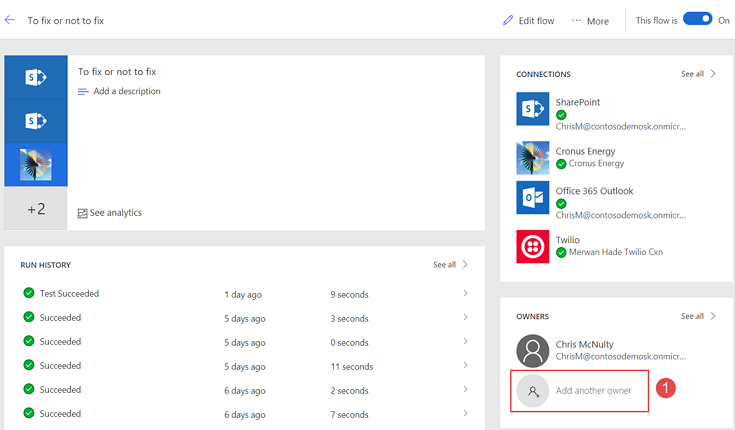 To fix or not to fix
Edit flow
··· More
This flow is
On
To fix or not to fix
Add a description
+2
See analytics
CONNECTIONS
See all
SharePoint
ChrisM@contosodemosk.onmicr...
Cronus Energy
Cronus Energy
Office 365 Outlook
ChrisM@contosodemosk.onmicr...
Twilio
Merwan Hade Twilio Cxn
RUN HISTORY
See all
Test Succeeded 1 day ago 9 seconds
Succeeded 5 days ago 3 seconds
Succeeded 5 days ago 0 seconds
Succeeded 5 days ago 11 seconds
Succeeded 6 days ago 2 seconds
Succeeded 6 days ago 7 seconds
OWNERS
See all
Chris McNulty
ChrisM@contosodemosk.onmicr...
Add another owner
1